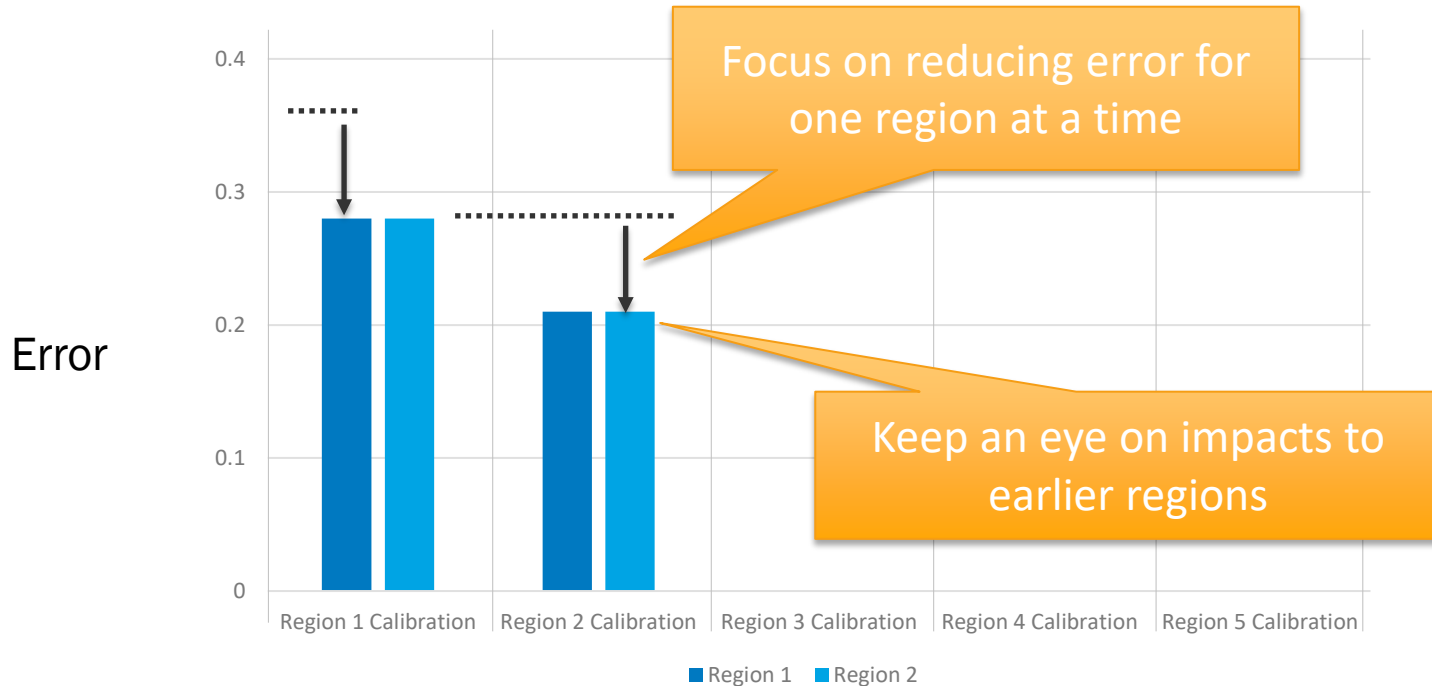 Focus on reducing error for
one region at a time
0.4
0.3
0.2
0.1
0
Error
Keep an eye on impacts to
earlier regions
Region 1 Calibration
Region 2 Calibration
Region 3 Calibration
Region 4 Calibration
Region 5 Calibration
Region 1
Region 2